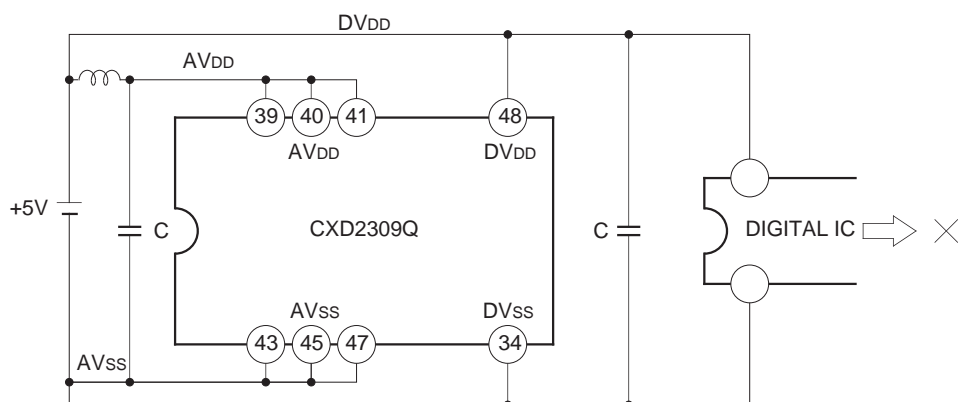 DVDD
AVDD
39 40 41 48
AVDD DVDD
+5V C CXD2309Q C DIGITAL IC
AVSS DVSS
43 45 47 34
AVSS